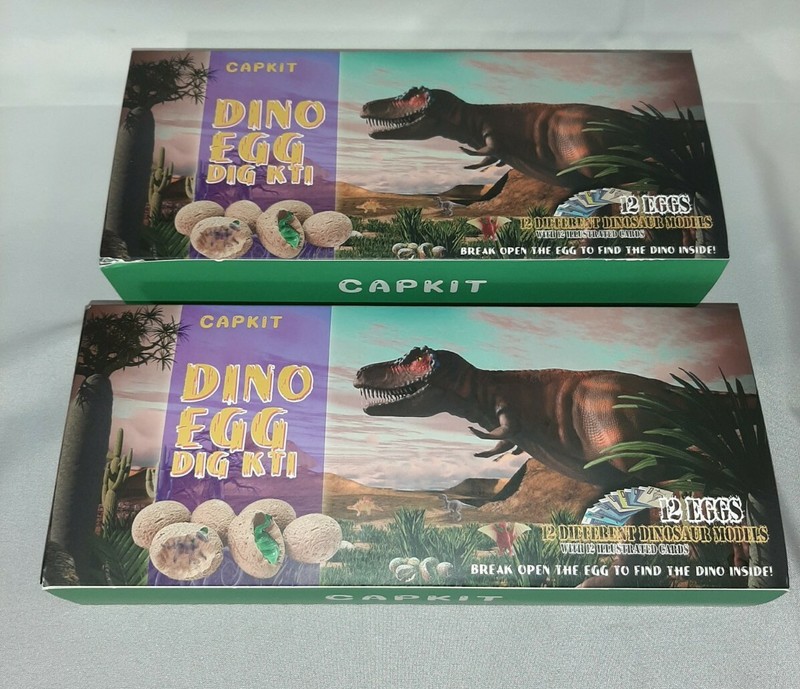 CAPKIT
DINO
EGG
DIG KTI
12 EGGS
12 DIFFERENT DINOSAUR MODELS
WITH 12 ILLUSTRATED CARDS
BREAK OPEN THE EGG TO FIND THE DINO INSIDE!
CAPKIT
CAPKIT
DINO
EGG
DIG KTI
12 EGGS
12 DIFFERENT DINOSAUR MODELS
WITH 12 ILLUSTRATED CARDS
BREAK OPEN THE EGG TO FIND THE DINO INSIDE!
CAPKIT